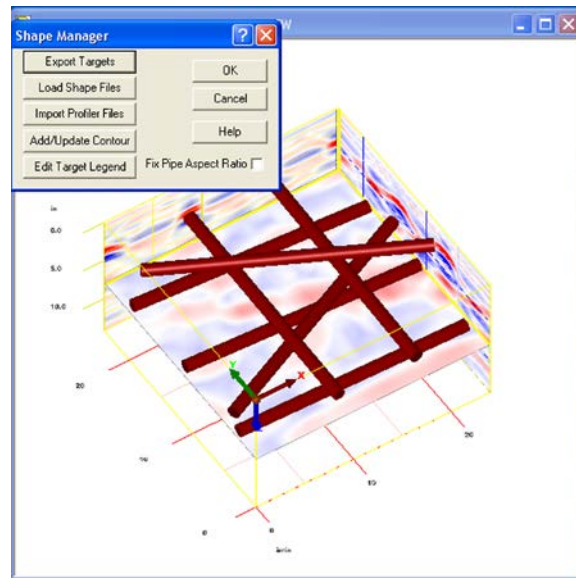 Shape Manager
Export Targets
OK
Load Shape Files
Cancel
Import Profiler Files
Help
Add/Update Contour
Edit Target Legend
Fix Pipe Aspect Ratio
in
0.0
5.0
10.0
Y
X
20
20
10
10
0
0